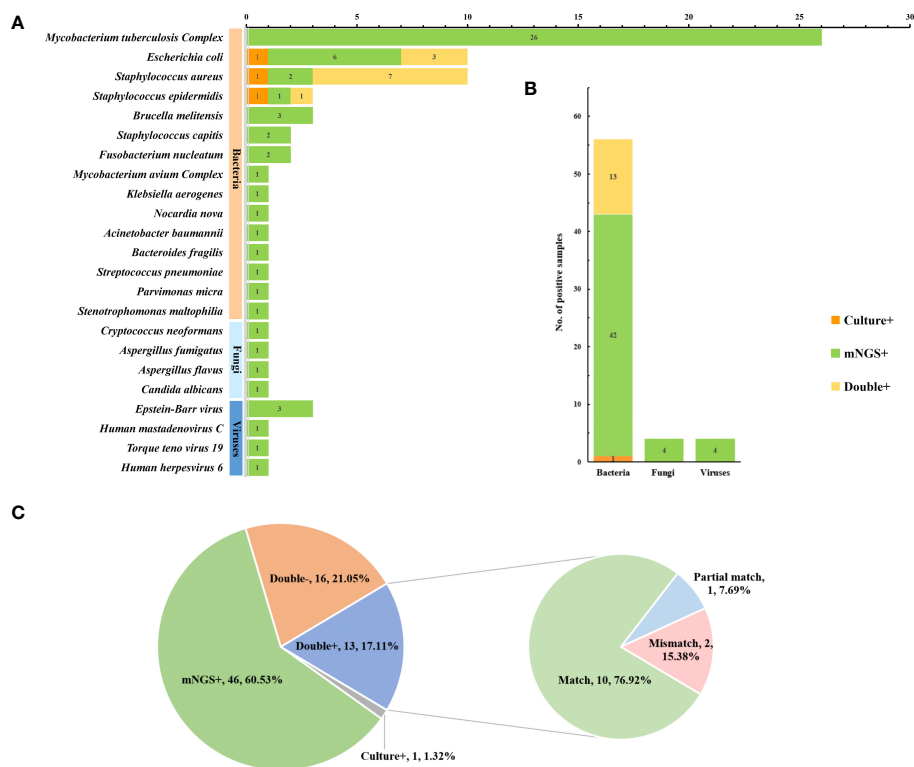 A
0 5 10 15 20 25 30
Mycobacterium tuberculosis Complex 26
Escherichia coli 1 6 3
Staphylococcus aureus 1 2 7
Staphylococcus epidermidis 1 1 1
Brucella melitensis 3
Staphylococcus capitis 2
Fusobacterium nucleatum 2
Mycobacterium avium Complex 1
Klebsiella aerogenes 1
Nocardia nova 1
Acinetobacter baumannii 1
Bacteroides fragilis 1
Streptococcus pneumoniae 1
Parvimonas micra 1
Stenotrophomonas maltophilia 1
Cryptococcus neoformans 1
Aspergillus fumigatus 1
Aspergillus flavus 1
Candida albicans 1
Epstein-Barr virus 3
Human mastadenovirus C 1
Torque teno virus 19 1
Human herpesvirus 6 1
Bacteria
Fungi
Viruses
B
No. of positive samples
60
50
40
30
20
10
0
13
42
1
4
4
Bacteria Fungi Viruses
Culture+
mNGS+
Double+
C
Double-, 16, 21.05%
Double+, 13, 17.11%
mNGS+, 46, 60.53%
Culture+, 1, 1.32%
Partial match,
1, 7.69%
Mismatch, 2,
15.38%
Match, 10, 76.92%